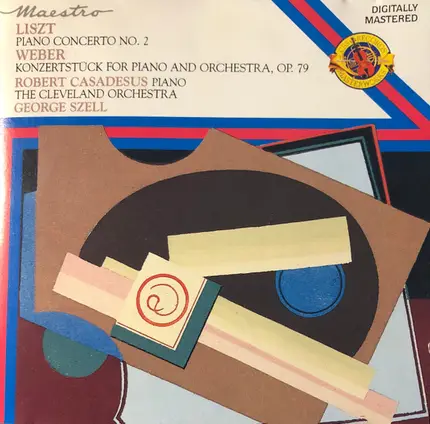 Maestro
DIGITALLY
MASTERED
LISZT
PIANO CONCERTO NO. 2
WEBER
KONZERTSTÜCK FOR PIANO AND ORCHESTRA, OP. 79
ROBERT CASADESUS PIANO
THE CLEVELAND ORCHESTRA
GEORGE SZELL